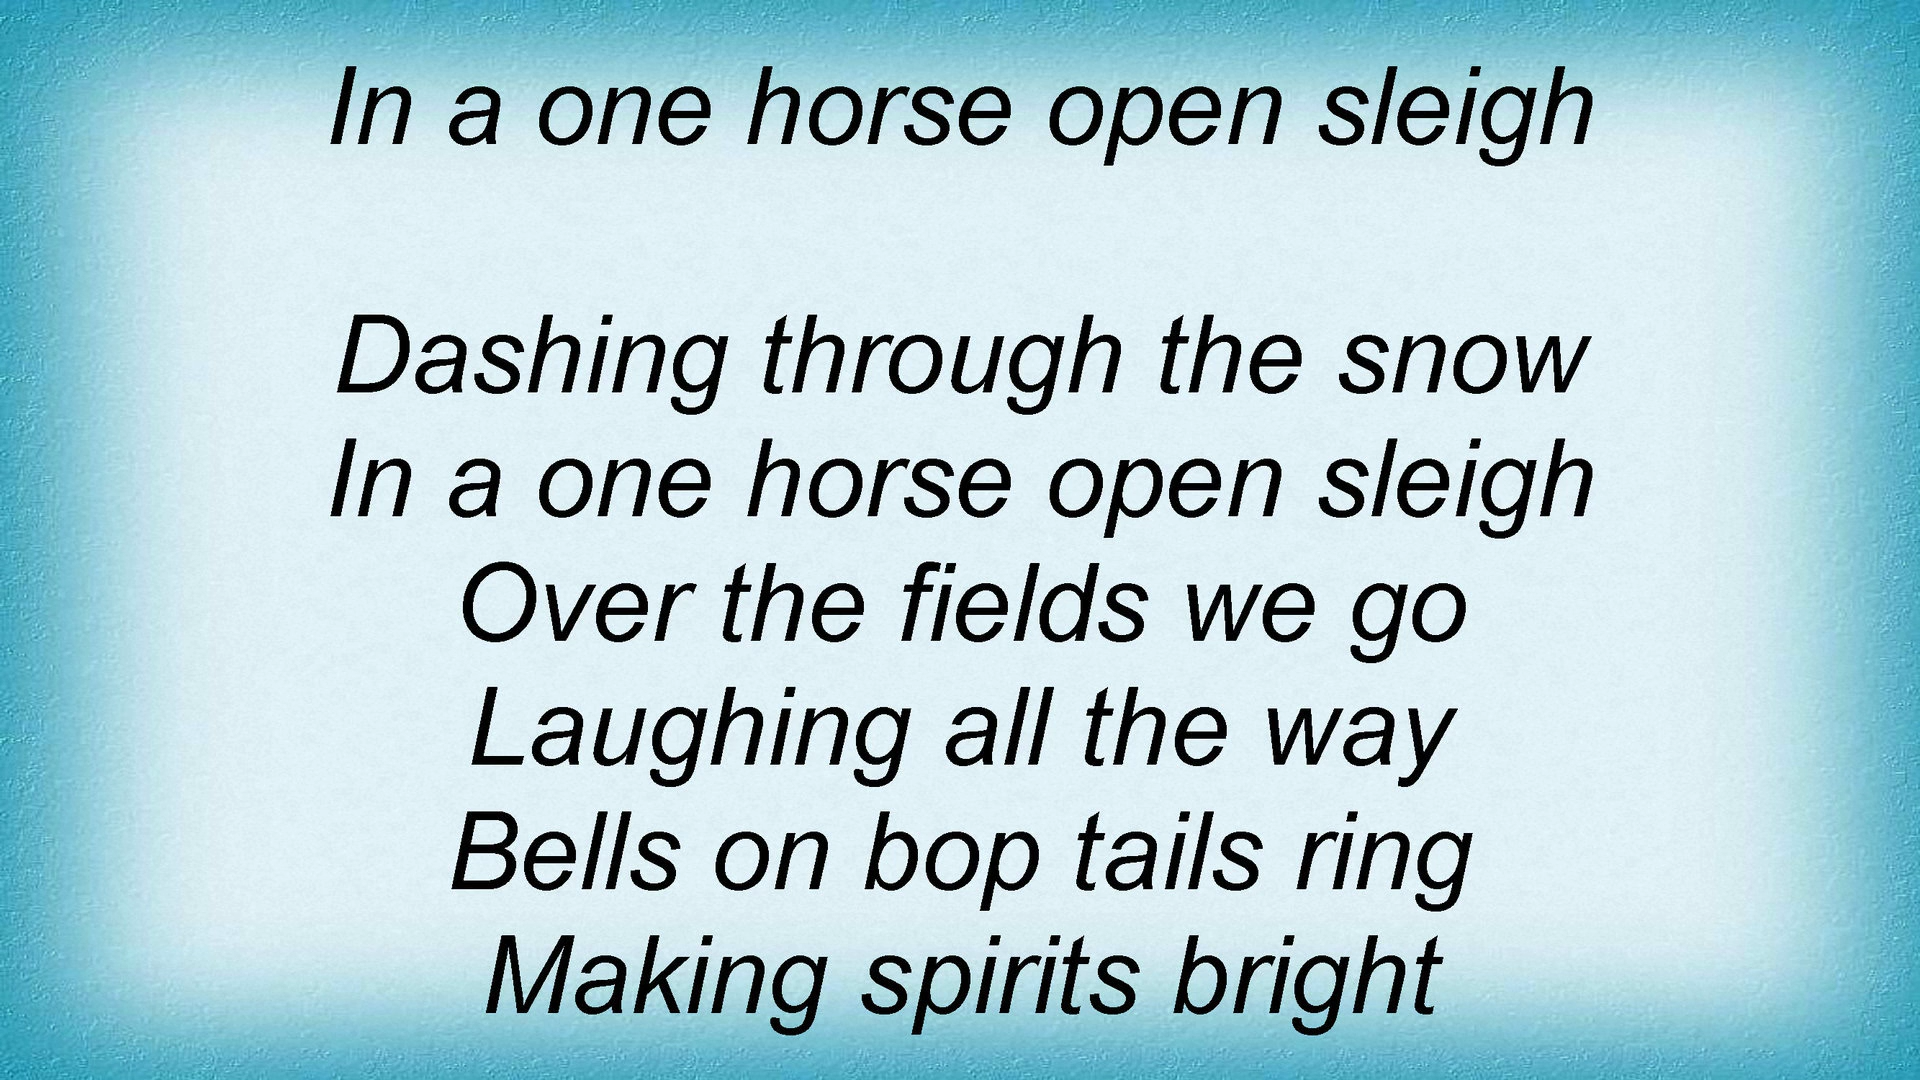 In a one horse open sleigh
Dashing through the snow
In a one horse open sleigh
Over the fields we go
Laughing all the way
Bells on bop tails ring
Making spirits bright